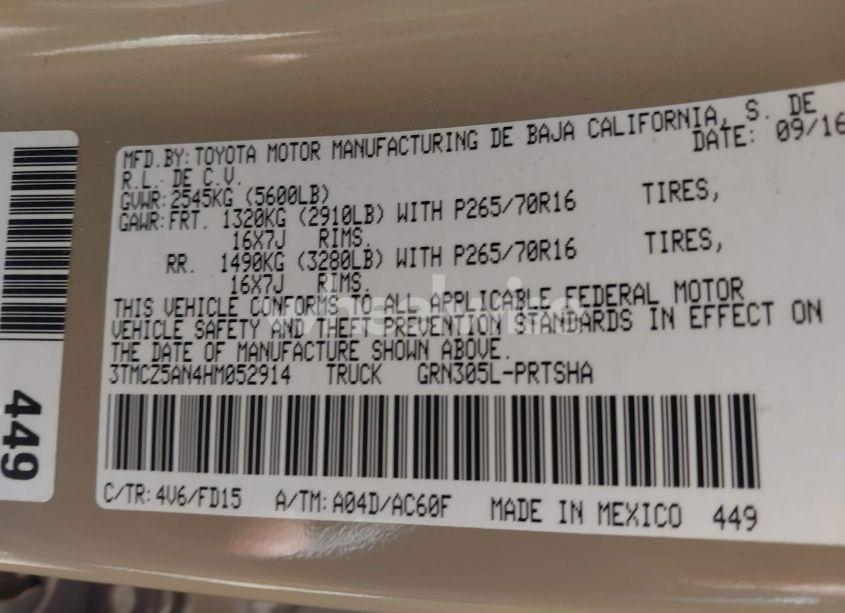 MFD.BY: TOYOTA MOTOR MANUFACTURING DE BAJA CALIFORNIA, S. DE
R.L. DE C.V. DATE: 09/16
GVWR: 2545KG (5600LB)
GAWR: FRT. 1320KG (2910LB) WITH P265/70R16 TIRES,
16X7J RIMS.
RR. 1490KG (3280LB) WITH P265/70R16 TIRES,
16X7J RIMS.
THIS VEHICLE CONFORMS TO ALL APPLICABLE FEDERAL MOTOR
VEHICLE SAFETY AND THEFT PREVENTION STANDARDS IN EFFECT ON
THE DATE OF MANUFACTURE SHOWN ABOVE.
3TMCZ5AN4HM052914 TRUCK GRN305L-PRTSHA
C/TR: 4V6/FD15 A/TM: A04D/AC60F MADE IN MEXICO 449
449